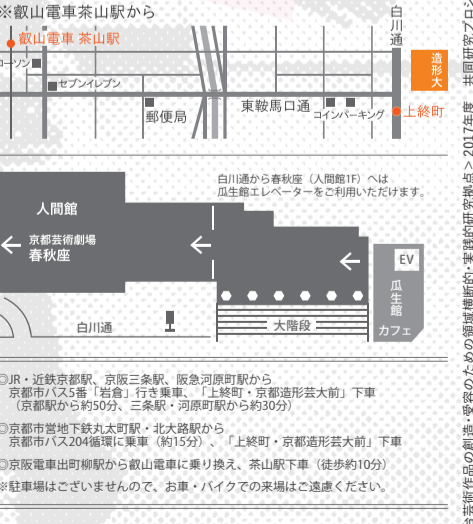 ※叡山電車茶山駅から
叡山電車 茶山駅
白川通
造形大
ローソン
セブンイレブン
郵便局
東鞍馬口通
コインパーキング
上終町
白川通から春秋座（人間館1F）へは
瓜生館エレベーターをご利用いただけます。
人間館
京都芸術劇場
春秋座
EV
瓜生館
カフェ
大階段
白川通
◎JR・近鉄京都駅、京阪三条駅、阪急河原町駅から
京都市バス5番「岩倉」行き乗車、「上終町・京都造形芸大前」下車
（京都駅から約50分、三条駅・河原町駅から約30分）
◎京都市営地下鉄丸太町駅・北大路駅から
京都市バス204循環に乗車（約15分）、「上終町・京都造形芸大前」下車
◎京阪電車出町柳駅から叡山電車に乗り換え、茶山駅下車（徒歩約10分）
※駐車場はございませんので、お車・バイクでの来場はご遠慮ください。
芸術作品の創造・受容のための領域横断的・実践的研究拠点＞2017年度 共同研究プロジ